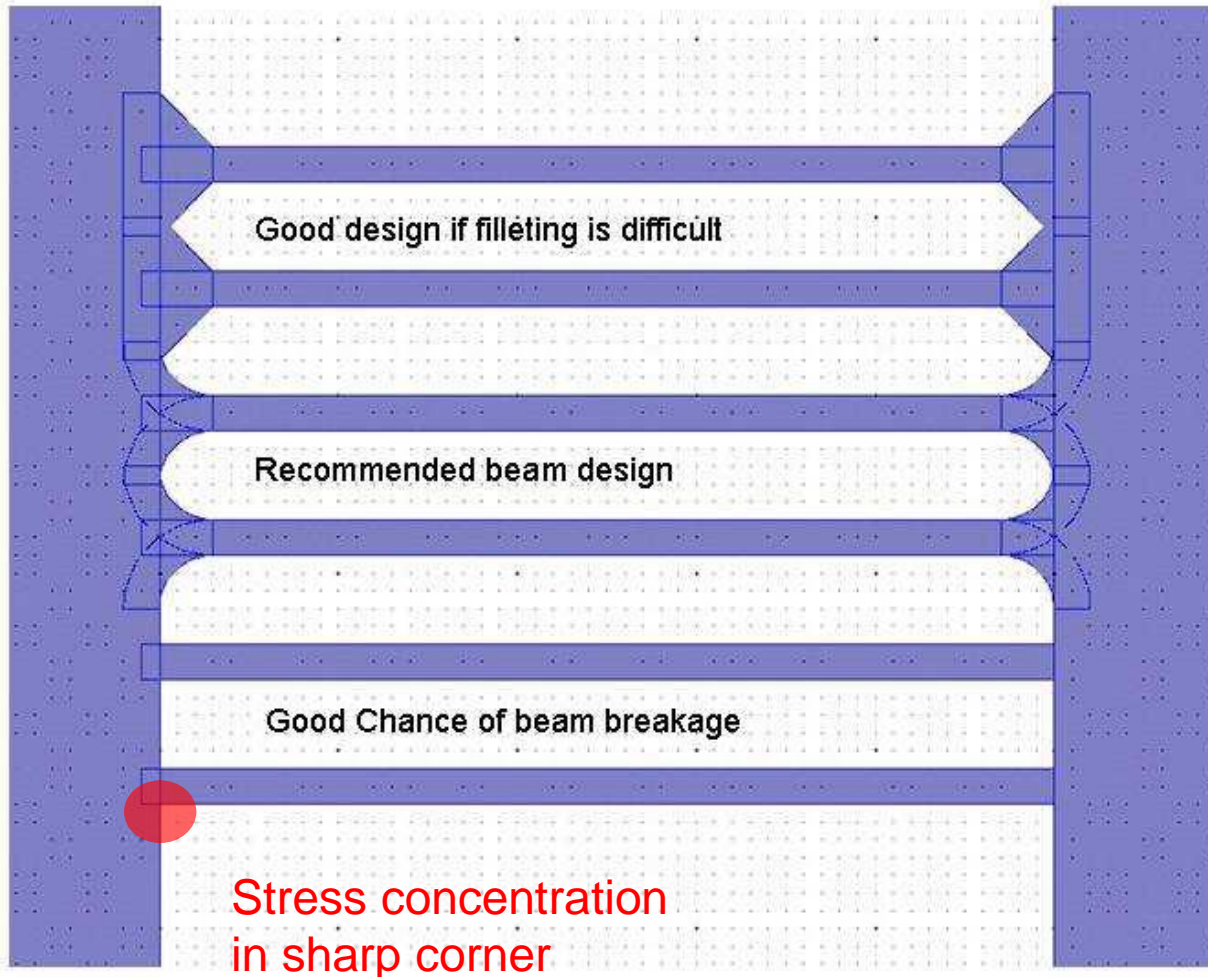 Good design if filleting is difficult
Recommended beam design
Good Chance of beam breakage
Stress concentration
in sharp corner